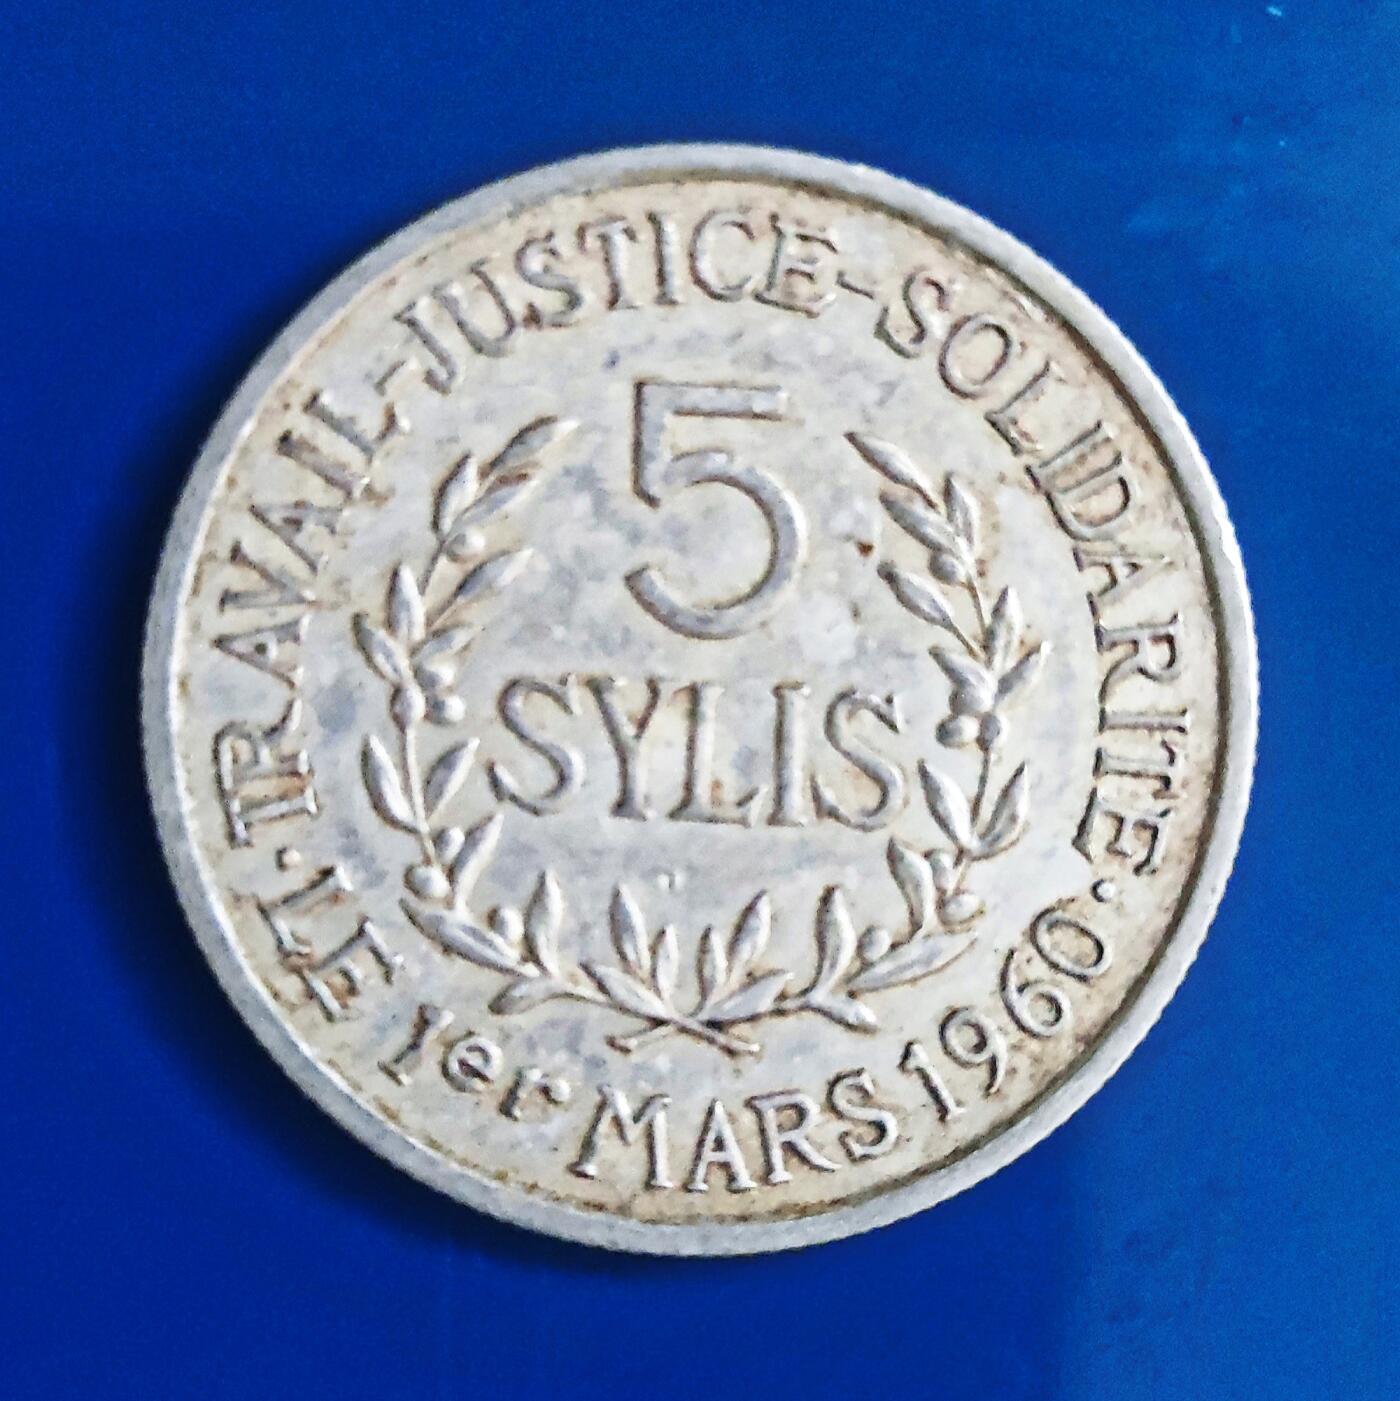 TRAVAIL-JUSTICE-SOLIDARITE·
5
SYLIS
LE 1er MARS 1960·